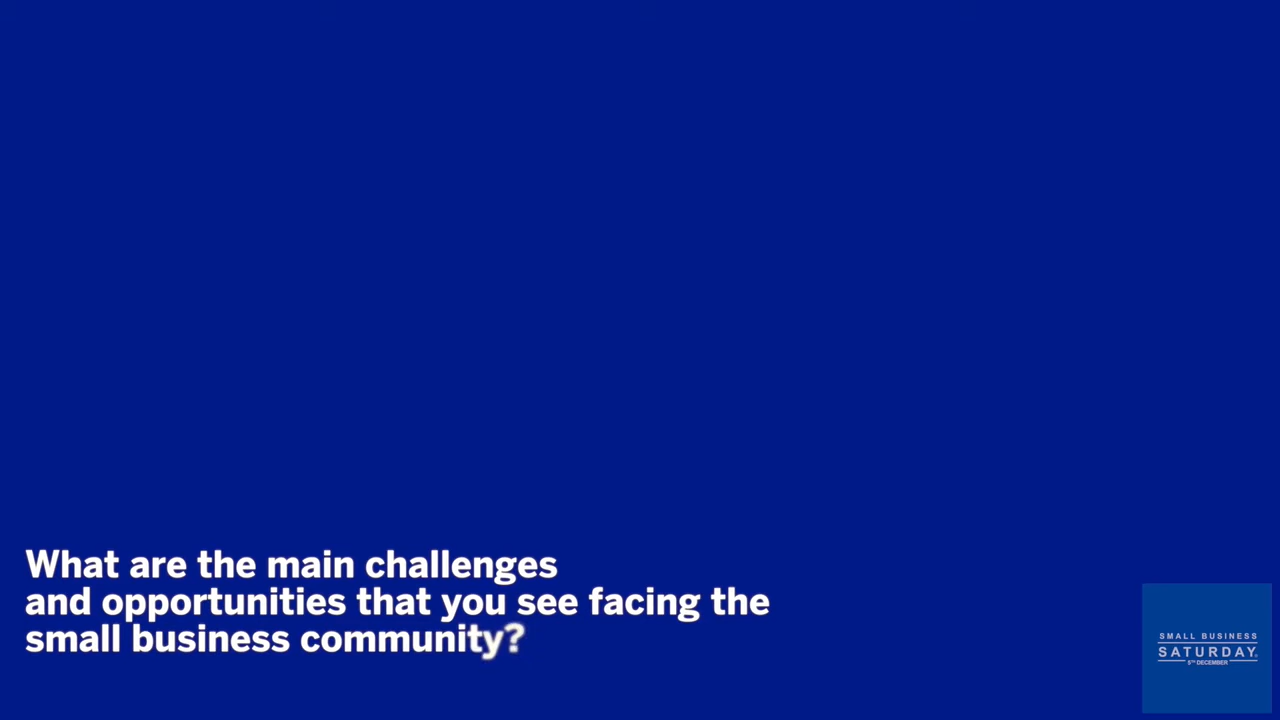 What are the main challenges
and opportunities that you see facing the
small business community?
SMALL BUSINESS
SATURDAY
5TH DECEMBER